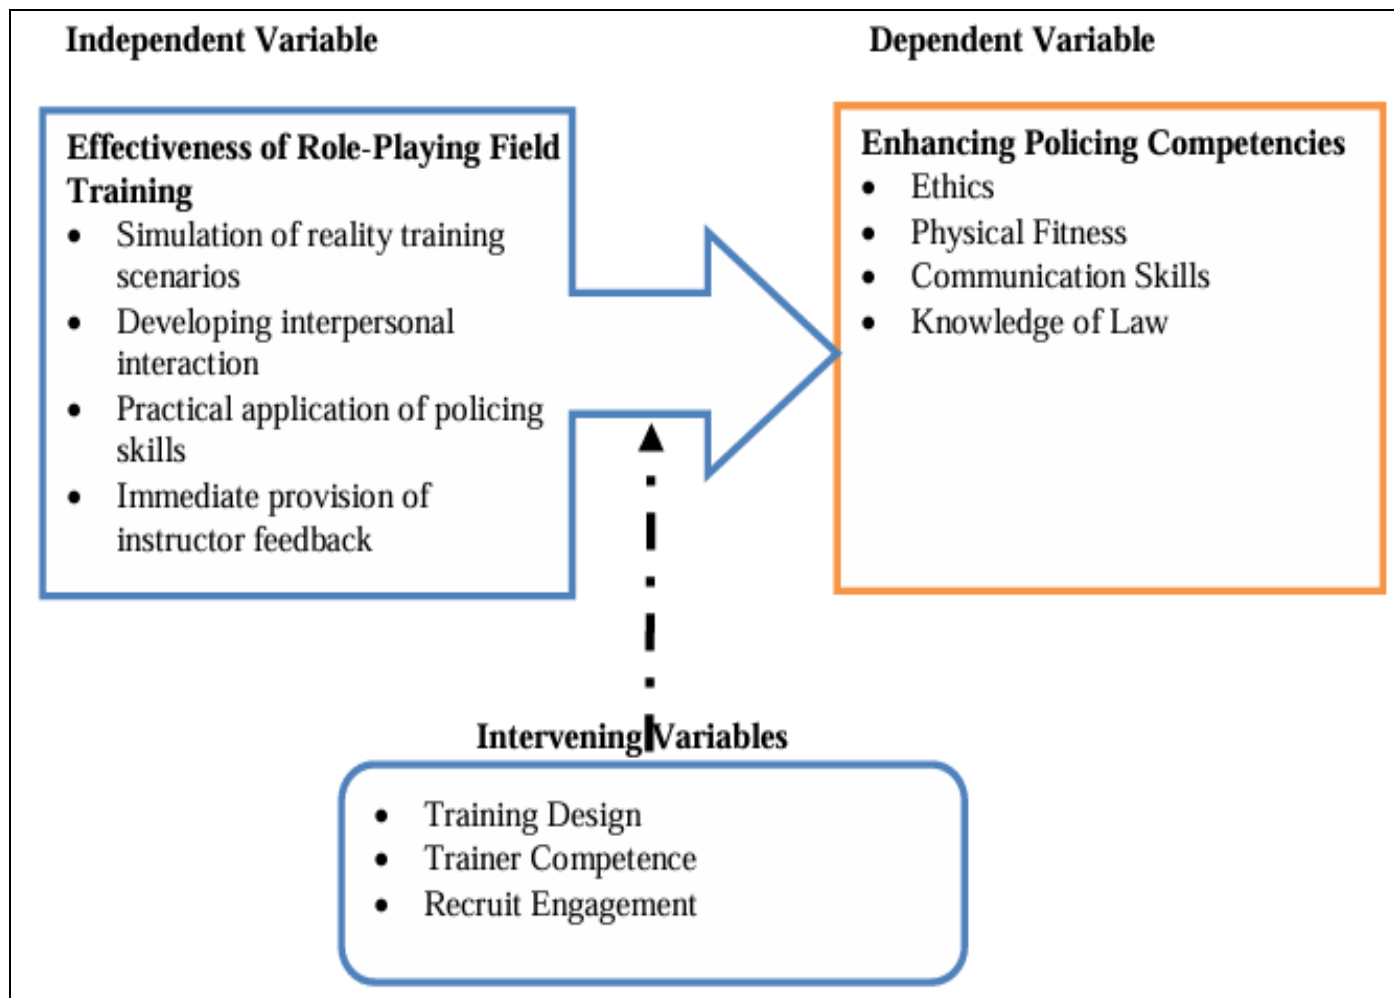 Independent Variable
Dependent Variable
Effectiveness of Role-Playing Field
Training
• Simulation of reality training
scenarios
• Developing interpersonal
interaction
• Practical application of policing
skills
• Immediate provision of
instructor feedback
Enhancing Policing Competencies
• Ethics
• Physical Fitness
• Communication Skills
• Knowledge of Law
Intervening Variables
• Training Design
• Trainer Competence
• Recruit Engagement